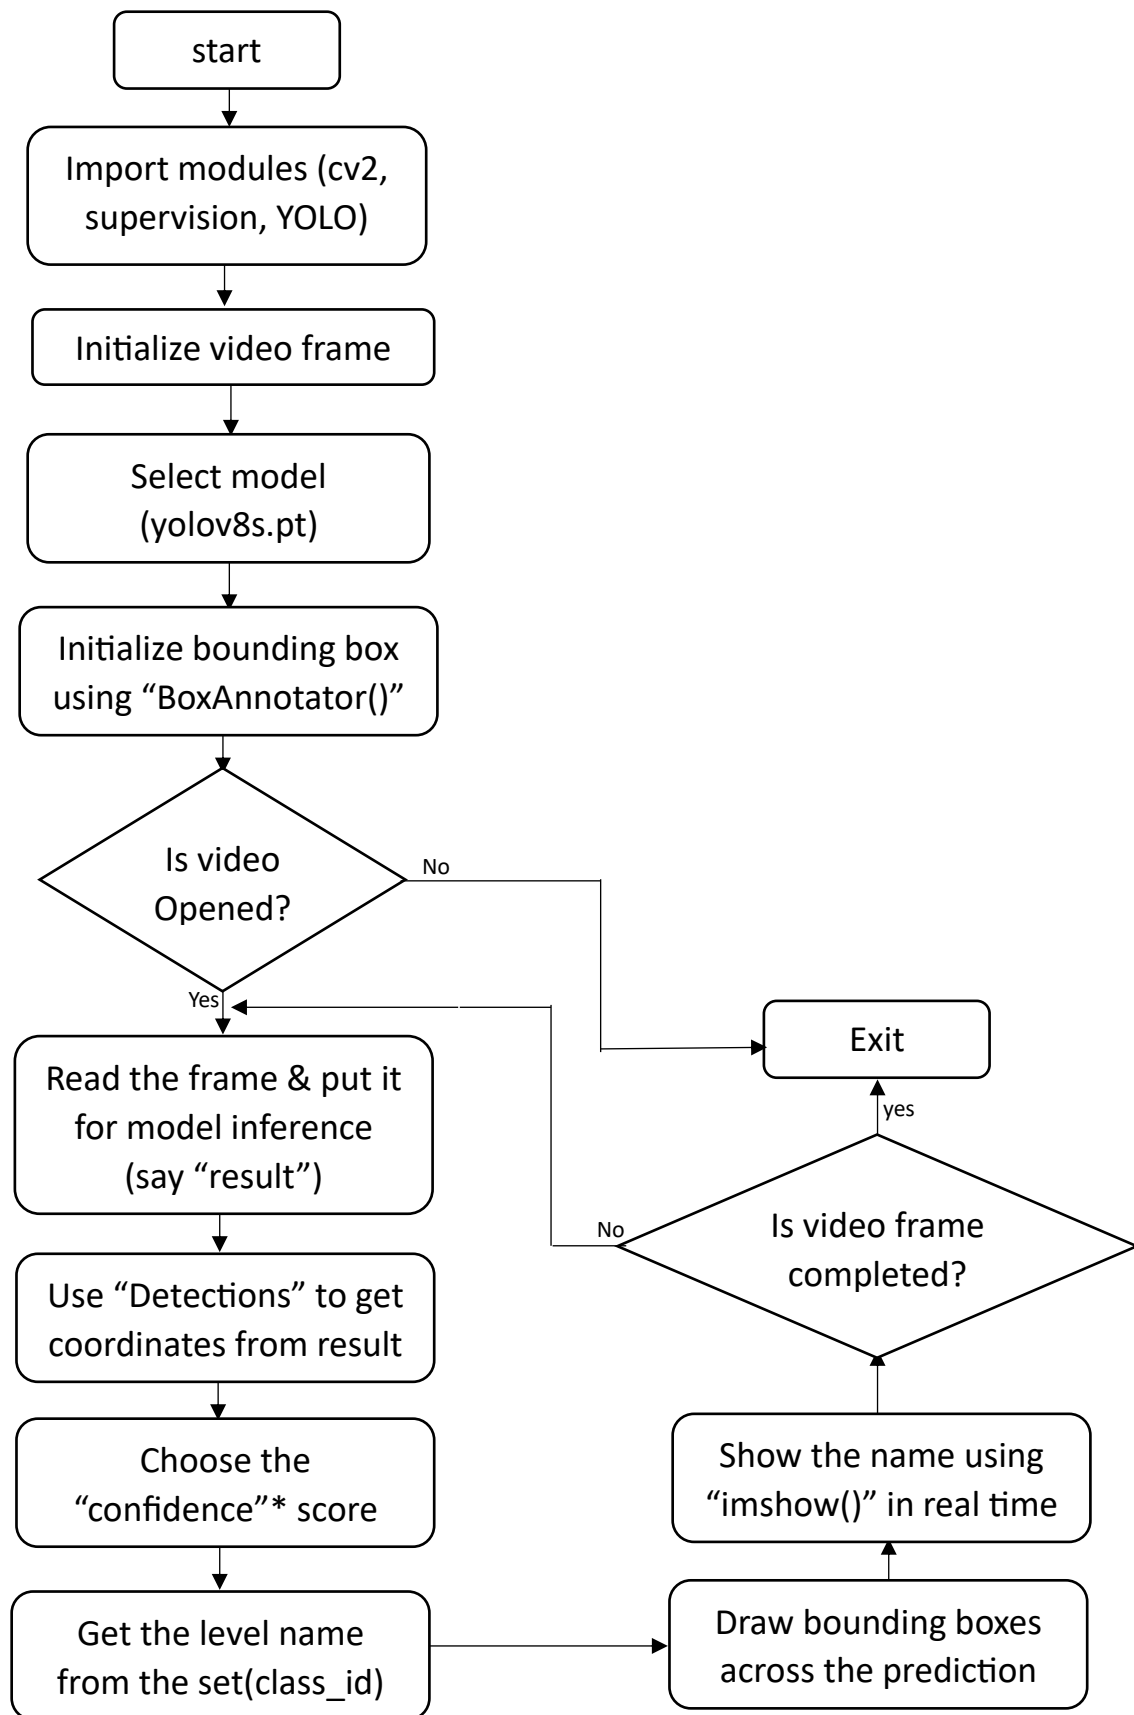 start
Import modules (cv2,
supervision, YOLO)
Initialize video frame
Select model
(yolov8s.pt)
Initialize bounding box
using “BoxAnnotator()”
Is video
Opened?
No
Yes
Read the frame & put it
for model inference
(say “result”)
Use “Detections” to get
coordinates from result
Choose the
“confidence”* score
Get the level name
from the set(class_id)
Draw bounding boxes
across the prediction
Show the name using
“imshow()” in real time
Is video frame
completed?
No
yes
Exit